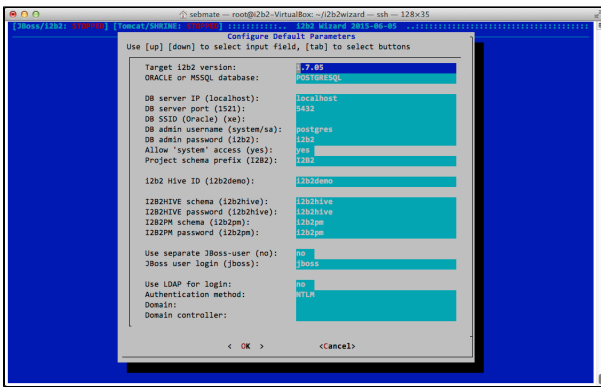 sebmate — root@i2b2-VirtualBox: ~/i2b2wizard — ssh — 128×35
[JBoss/i2b2: STOPPED] [Tomcat/SHRINE: STOPPED] ::::::::::.. i2b2 Wizard 2015-06-05 ..::::::::::::::::::::::::::::::::::
Configure Default Parameters
Use [up] [down] to select input field, [tab] to select buttons
Target i2b2 version: 1.7.05
ORACLE or MSSQL database: POSTGRESQL
DB server IP (localhost): localhost
DB server port (1521): 5432
DB SSID (Oracle) (xe):
DB admin username (system/sa): postgres
DB admin password (i2b2): i2b2
Allow 'system' access (yes): yes
Project schema prefix (I2B2): I2B2
i2b2 Hive ID (i2b2demo): i2b2demo
I2B2HIVE schema (i2b2hive): i2b2hive
I2B2HIVE password (i2b2hive): i2b2hive
I2B2PM schema (i2b2pm): i2b2pm
I2B2PM password (i2b2pm): i2b2pm
Use separate JBoss-user (no): no
JBoss user login (jboss): jboss
Use LDAP for login: no
Authentication method: NTLM
Domain:
Domain controller:
< OK > <Cancel>